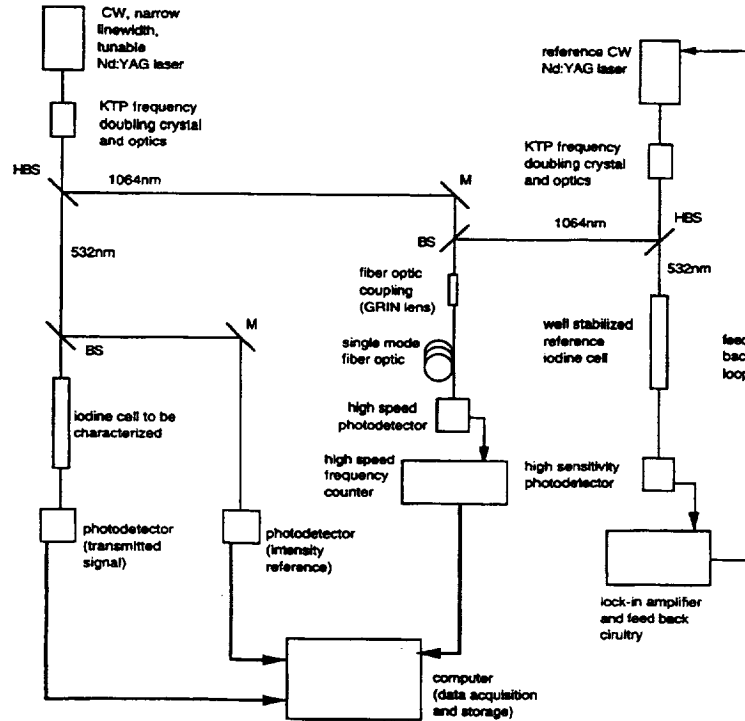 CW, narrow
linewidth,
tunable
Nd:YAG laser
reference CW
Nd:YAG laser
KTP frequency
doubling crystal
and optics
KTP frequency
doubling crystal
and optics
HBS
1064nm
M
1064nm
HBS
BS
532nm
532nm
fiber optic
coupling
(GRIN lens)
single mode
fiber optic
well stabilized
reference
iodine cell
feed
back
loop
BS
M
iodine cell to be
characterized
high speed
photodetector
high speed
frequency
counter
high sensitivity
photodetector
photodetector
(transmitted
signal)
photodetector
(intensity
reference)
lock-in amplifier
and feed back
cirultry
computer
(data acquisition
and storage)